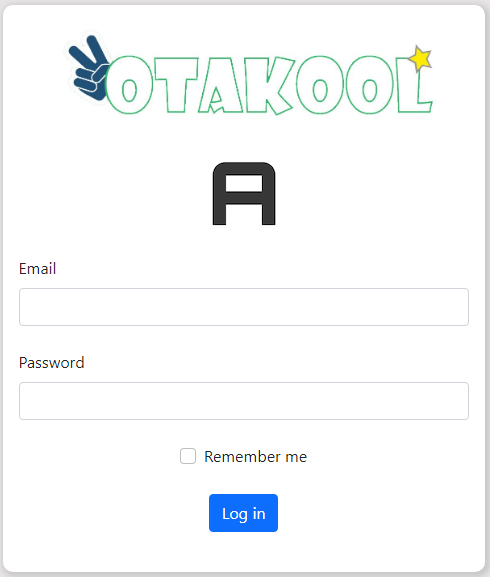 OTAKOOL
A
Email
Password
Remember me
Log in